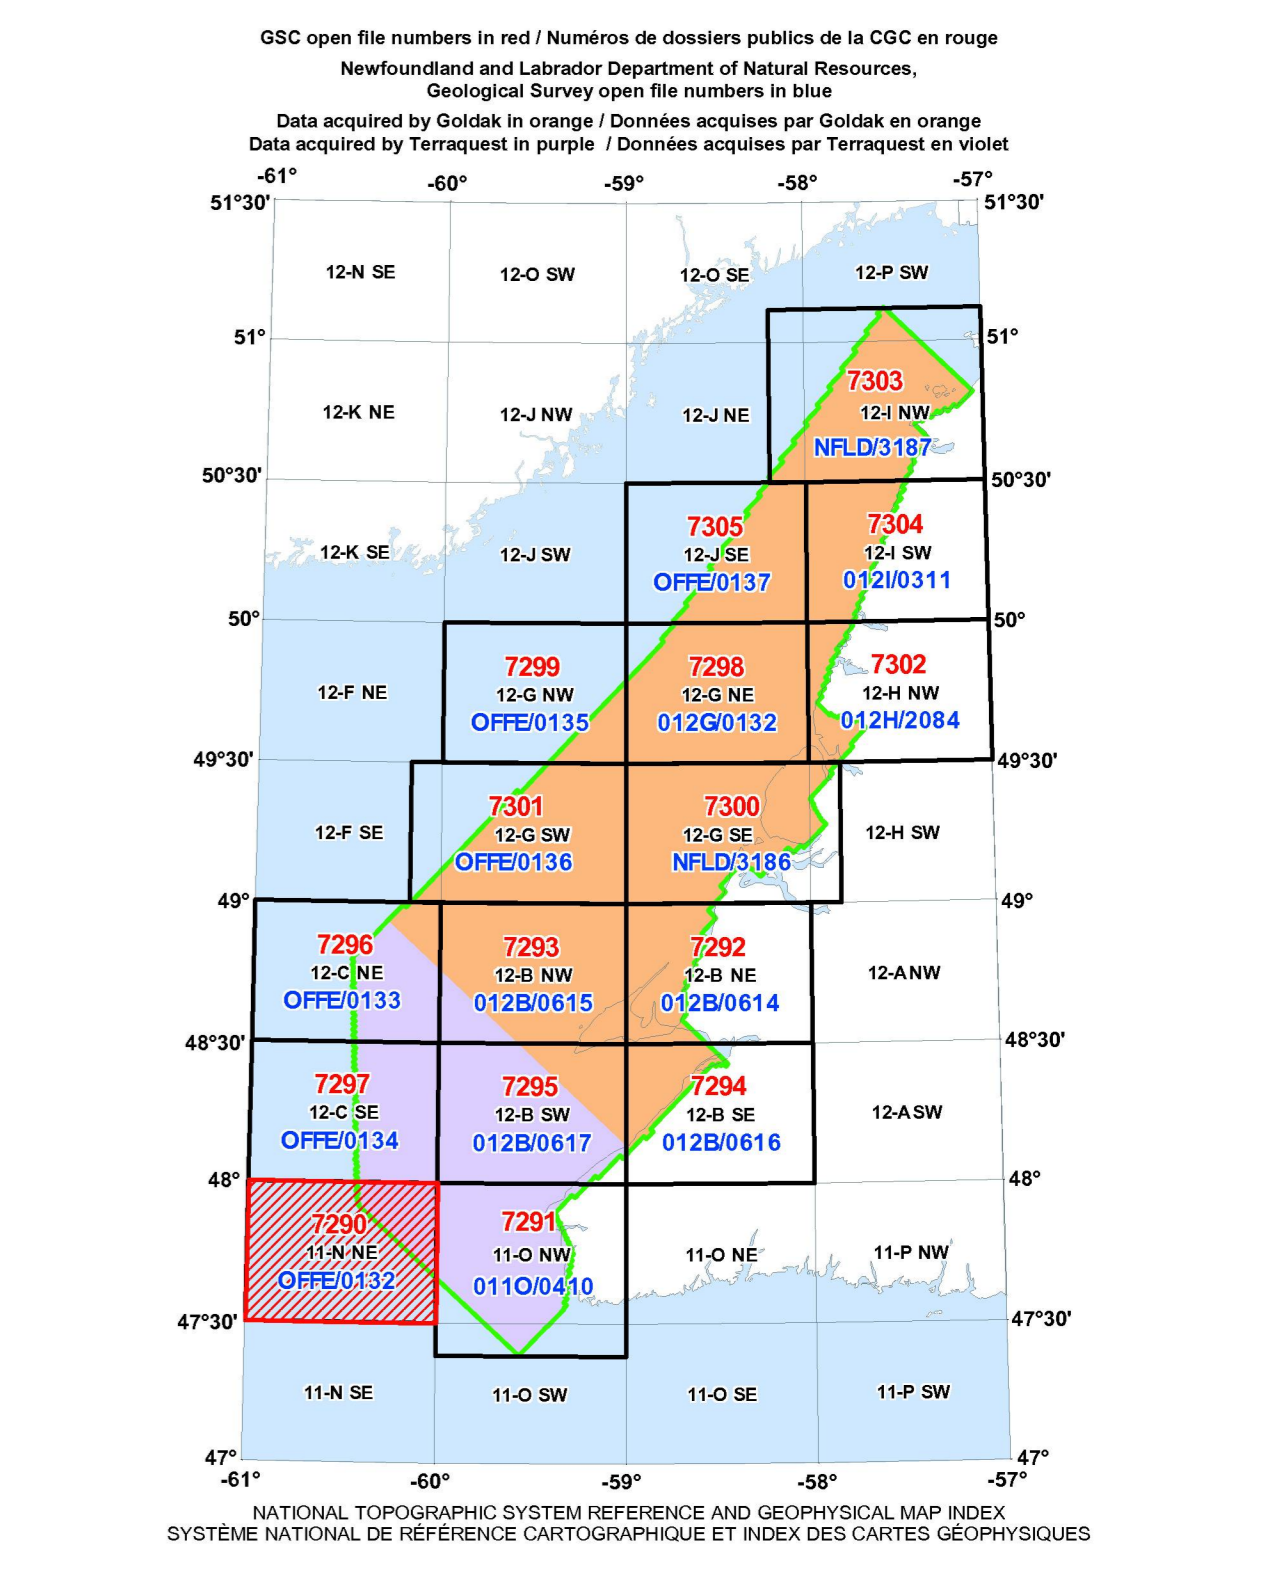 GSC open file numbers in red / Numéros de dossiers publics de la CGC en rouge
Newfoundland and Labrador Department of Natural Resources,
Geological Survey open file numbers in blue
Data acquired by Goldak in orange / Données acquises par Goldak en orange
Data acquired by Terraquest in purple / Données acquises par Terraquest en violet
-61° -60° -59° -58° -57°
51°30' 51°30'
12-N SE 12-O SW 12-O SE 12-P SW
51° 51°
7303
12-K NE 12-J NW 12-J NE 12-I NW
NFLD/3187
50°30' 50°30'
7305 7304
12-K SE 12-J SW 12-J SE 12-I SW
OFFE/0137 012I/0311
50° 50°
7299 7298 7302
12-F NE 12-G NW 12-G NE 12-H NW
OFFE/0135 012G/0132 012H/2084
49°30' 49°30'
7301 7300
12-F SE 12-G SW 12-G SE 12-H SW
OFFE/0136 NFLD/3186
49° 49°
7296 7293 7292
12-C NE 12-B NW 12-B NE 12-A NW
OFFE/0133 012B/0615 012B/0614
48°30' 48°30'
7297 7295 7294
12-C SE 12-B SW 12-B SE 12-A SW
OFFE/0134 012B/0617 012B/0616
48° 48°
7290 7291
11-N NE 11-O NW 11-O NE 11-P NW
OFFE/0132 011O/0410
47°30' 47°30'
11-N SE 11-O SW 11-O SE 11-P SW
47° 47°
-61° -60° -59° -58° -57°
NATIONAL TOPOGRAPHIC SYSTEM REFERENCE AND GEOPHYSICAL MAP INDEX
SYSTÈME NATIONAL DE RÉFÉRENCE CARTOGRAPHIQUE ET INDEX DES CARTES GÉOPHYSIQUES